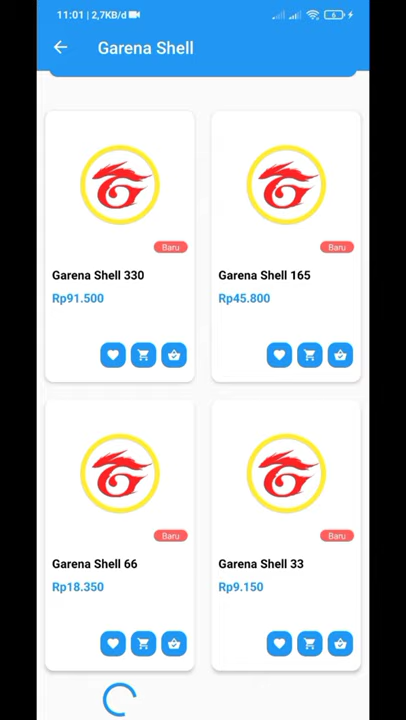 11:01 | 2,7KB/d
6
Garena Shell
Baru
Baru
Garena Shell 330
Garena Shell 165
Rp91.500
Rp45.800
Baru
Baru
Garena Shell 66
Garena Shell 33
Rp18.350
Rp9.150